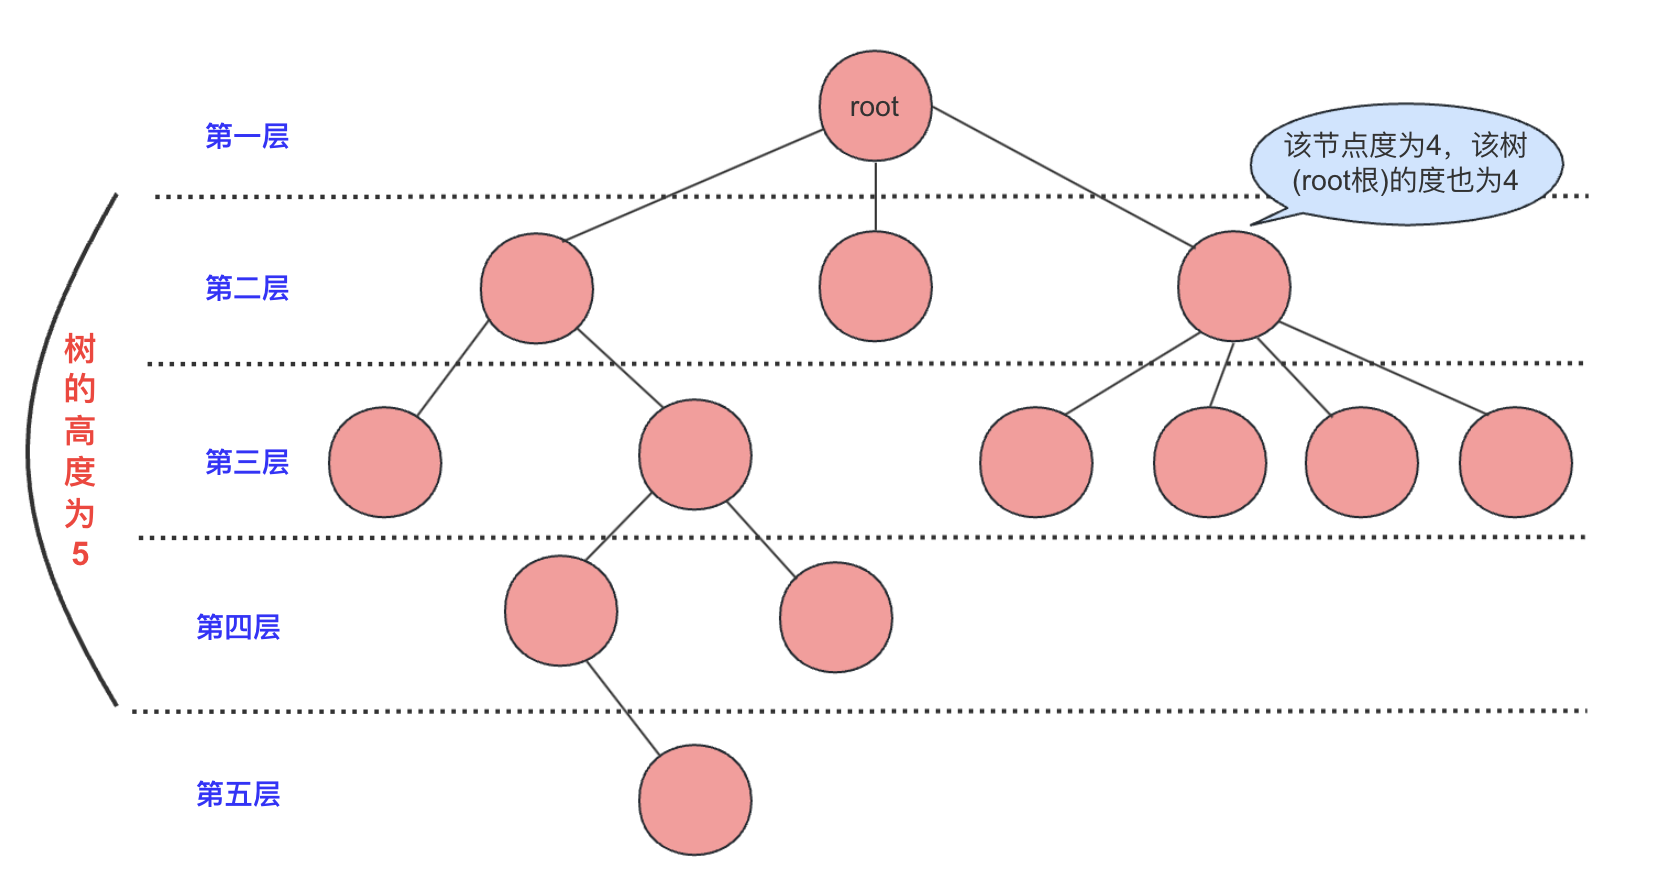 root
第一层
该节点度为4，该树
(root根)的度也为4
第二层
树
的
高
度
为
5
第三层
第四层
第五层